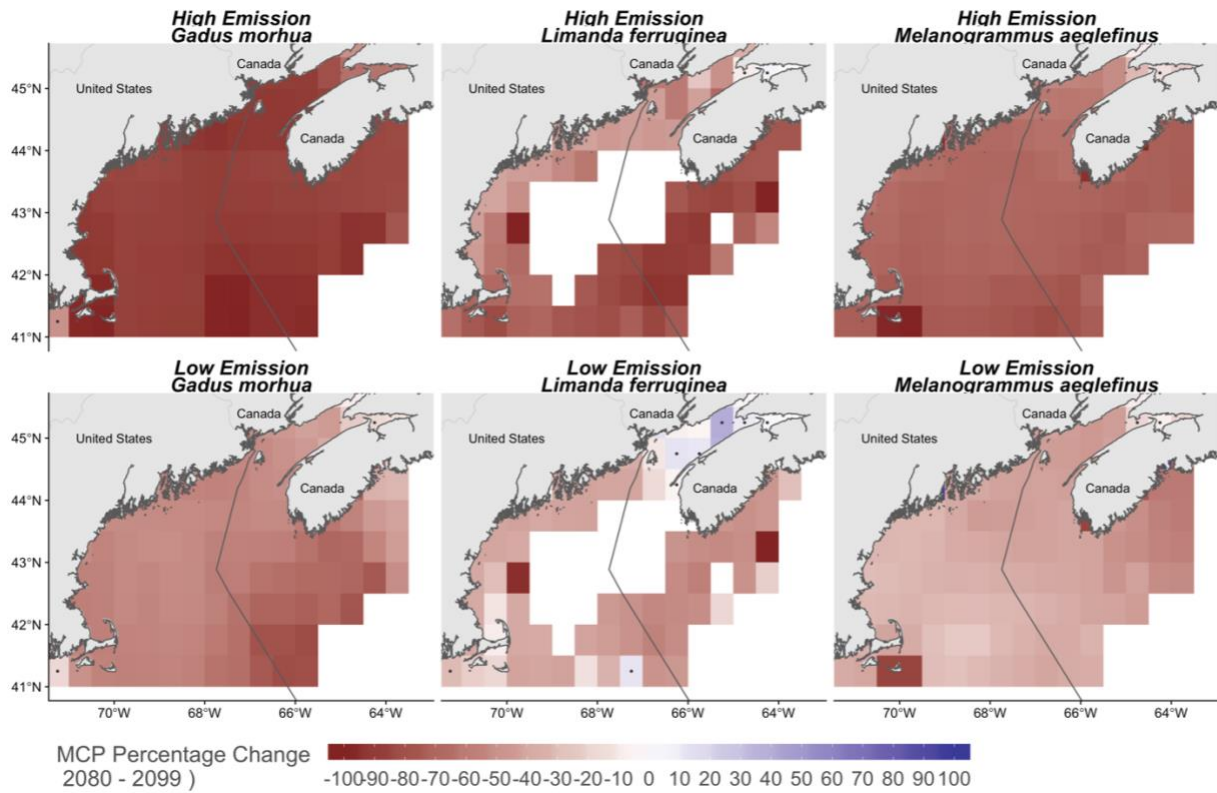 High Emission
Gadus morhua
High Emission
Limanda ferruginea
High Emission
Melanogrammus aeglefinus
45°N
44°N
43°N
42°N
41°N
United States
Canada
Canada
United States
Canada
Canada
United States
Canada
Canada
Low Emission
Gadus morhua
Low Emission
Limanda ferruginea
Low Emission
Melanogrammus aeglefinus
45°N
44°N
43°N
42°N
41°N
United States
Canada
Canada
United States
Canada
Canada
United States
Canada
Canada
70°W 68°W 66°W 64°W
70°W 68°W 66°W 64°W
70°W 68°W 66°W 64°W
MCP Percentage Change
2080 - 2099 )
-100 -90 -80 -70 -60 -50 -40 -30 -20 -10 0 10 20 30 40 50 60 70 80 90 100